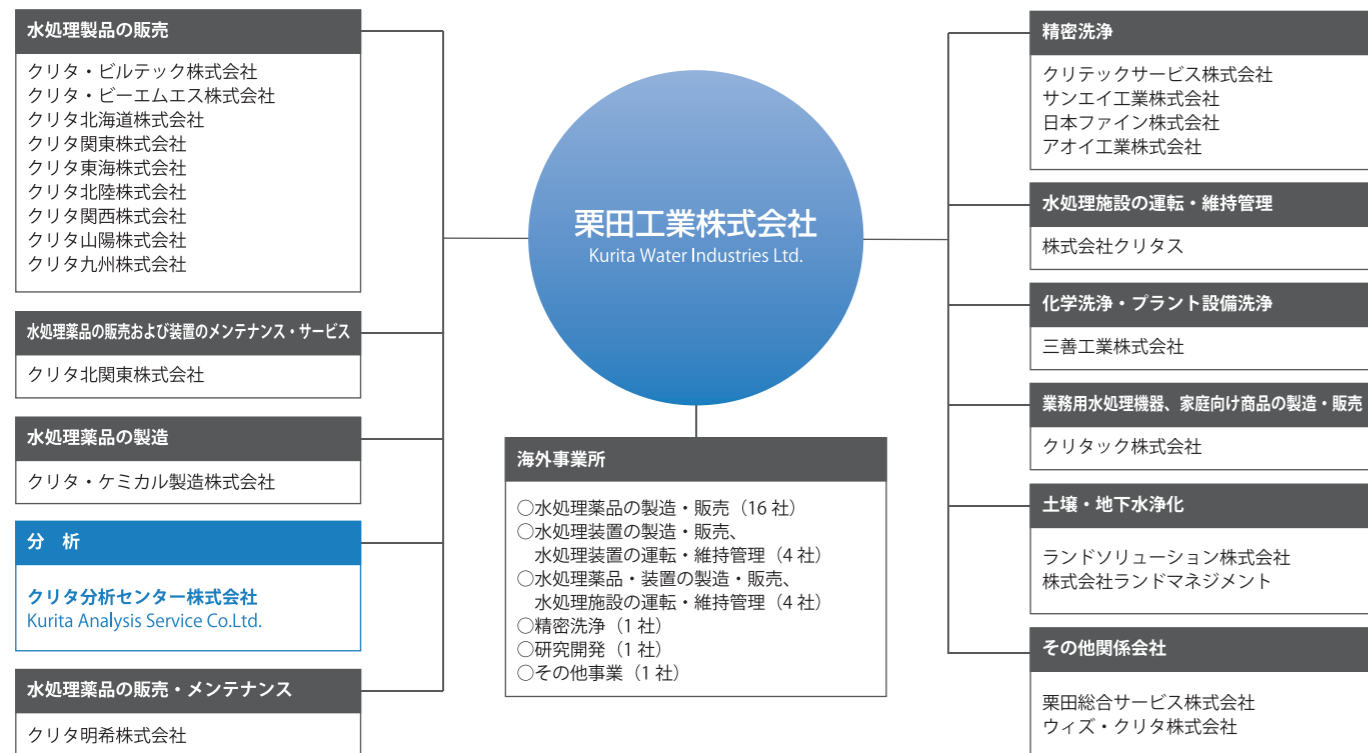 水処理製品の販売
クリタ・ビルテック株式会社
クリタ・ビーエムエス株式会社
クリタ北海道株式会社
クリタ関東株式会社
クリタ東海株式会社
クリタ北陸株式会社
クリタ関西株式会社
クリタ山陽株式会社
クリタ九州株式会社
水処理薬品の販売および装置のメンテナンス・サービス
クリタ北関東株式会社
水処理薬品の製造
クリタ・ケミカル製造株式会社
分　析
クリタ分析センター株式会社
Kurita Analysis Service Co.Ltd.
水処理薬品の販売・メンテナンス
クリタ明希株式会社
栗田工業株式会社
Kurita Water Industries Ltd.
海外事業所
○水処理薬品の製造・販売（16 社）
○水処理装置の製造・販売、
水処理装置の運転・維持管理（4 社）
○水処理薬品・装置の製造・販売、
水処理施設の運転・維持管理（4 社）
○精密洗浄（1 社）
○研究開発（1 社）
○その他事業（1 社）
精密洗浄
クリテックサービス株式会社
サンエイ工業株式会社
日本ファイン株式会社
アオイ工業株式会社
水処理施設の運転・維持管理
株式会社クリタス
化学洗浄・プラント設備洗浄
三善工業株式会社
業務用水処理機器、家庭向け商品の製造・販売
クリタック株式会社
土壌・地下水浄化
ランドソリューション株式会社
株式会社ランドマネジメント
その他関係会社
栗田総合サービス株式会社
ウィズ・クリタ株式会社